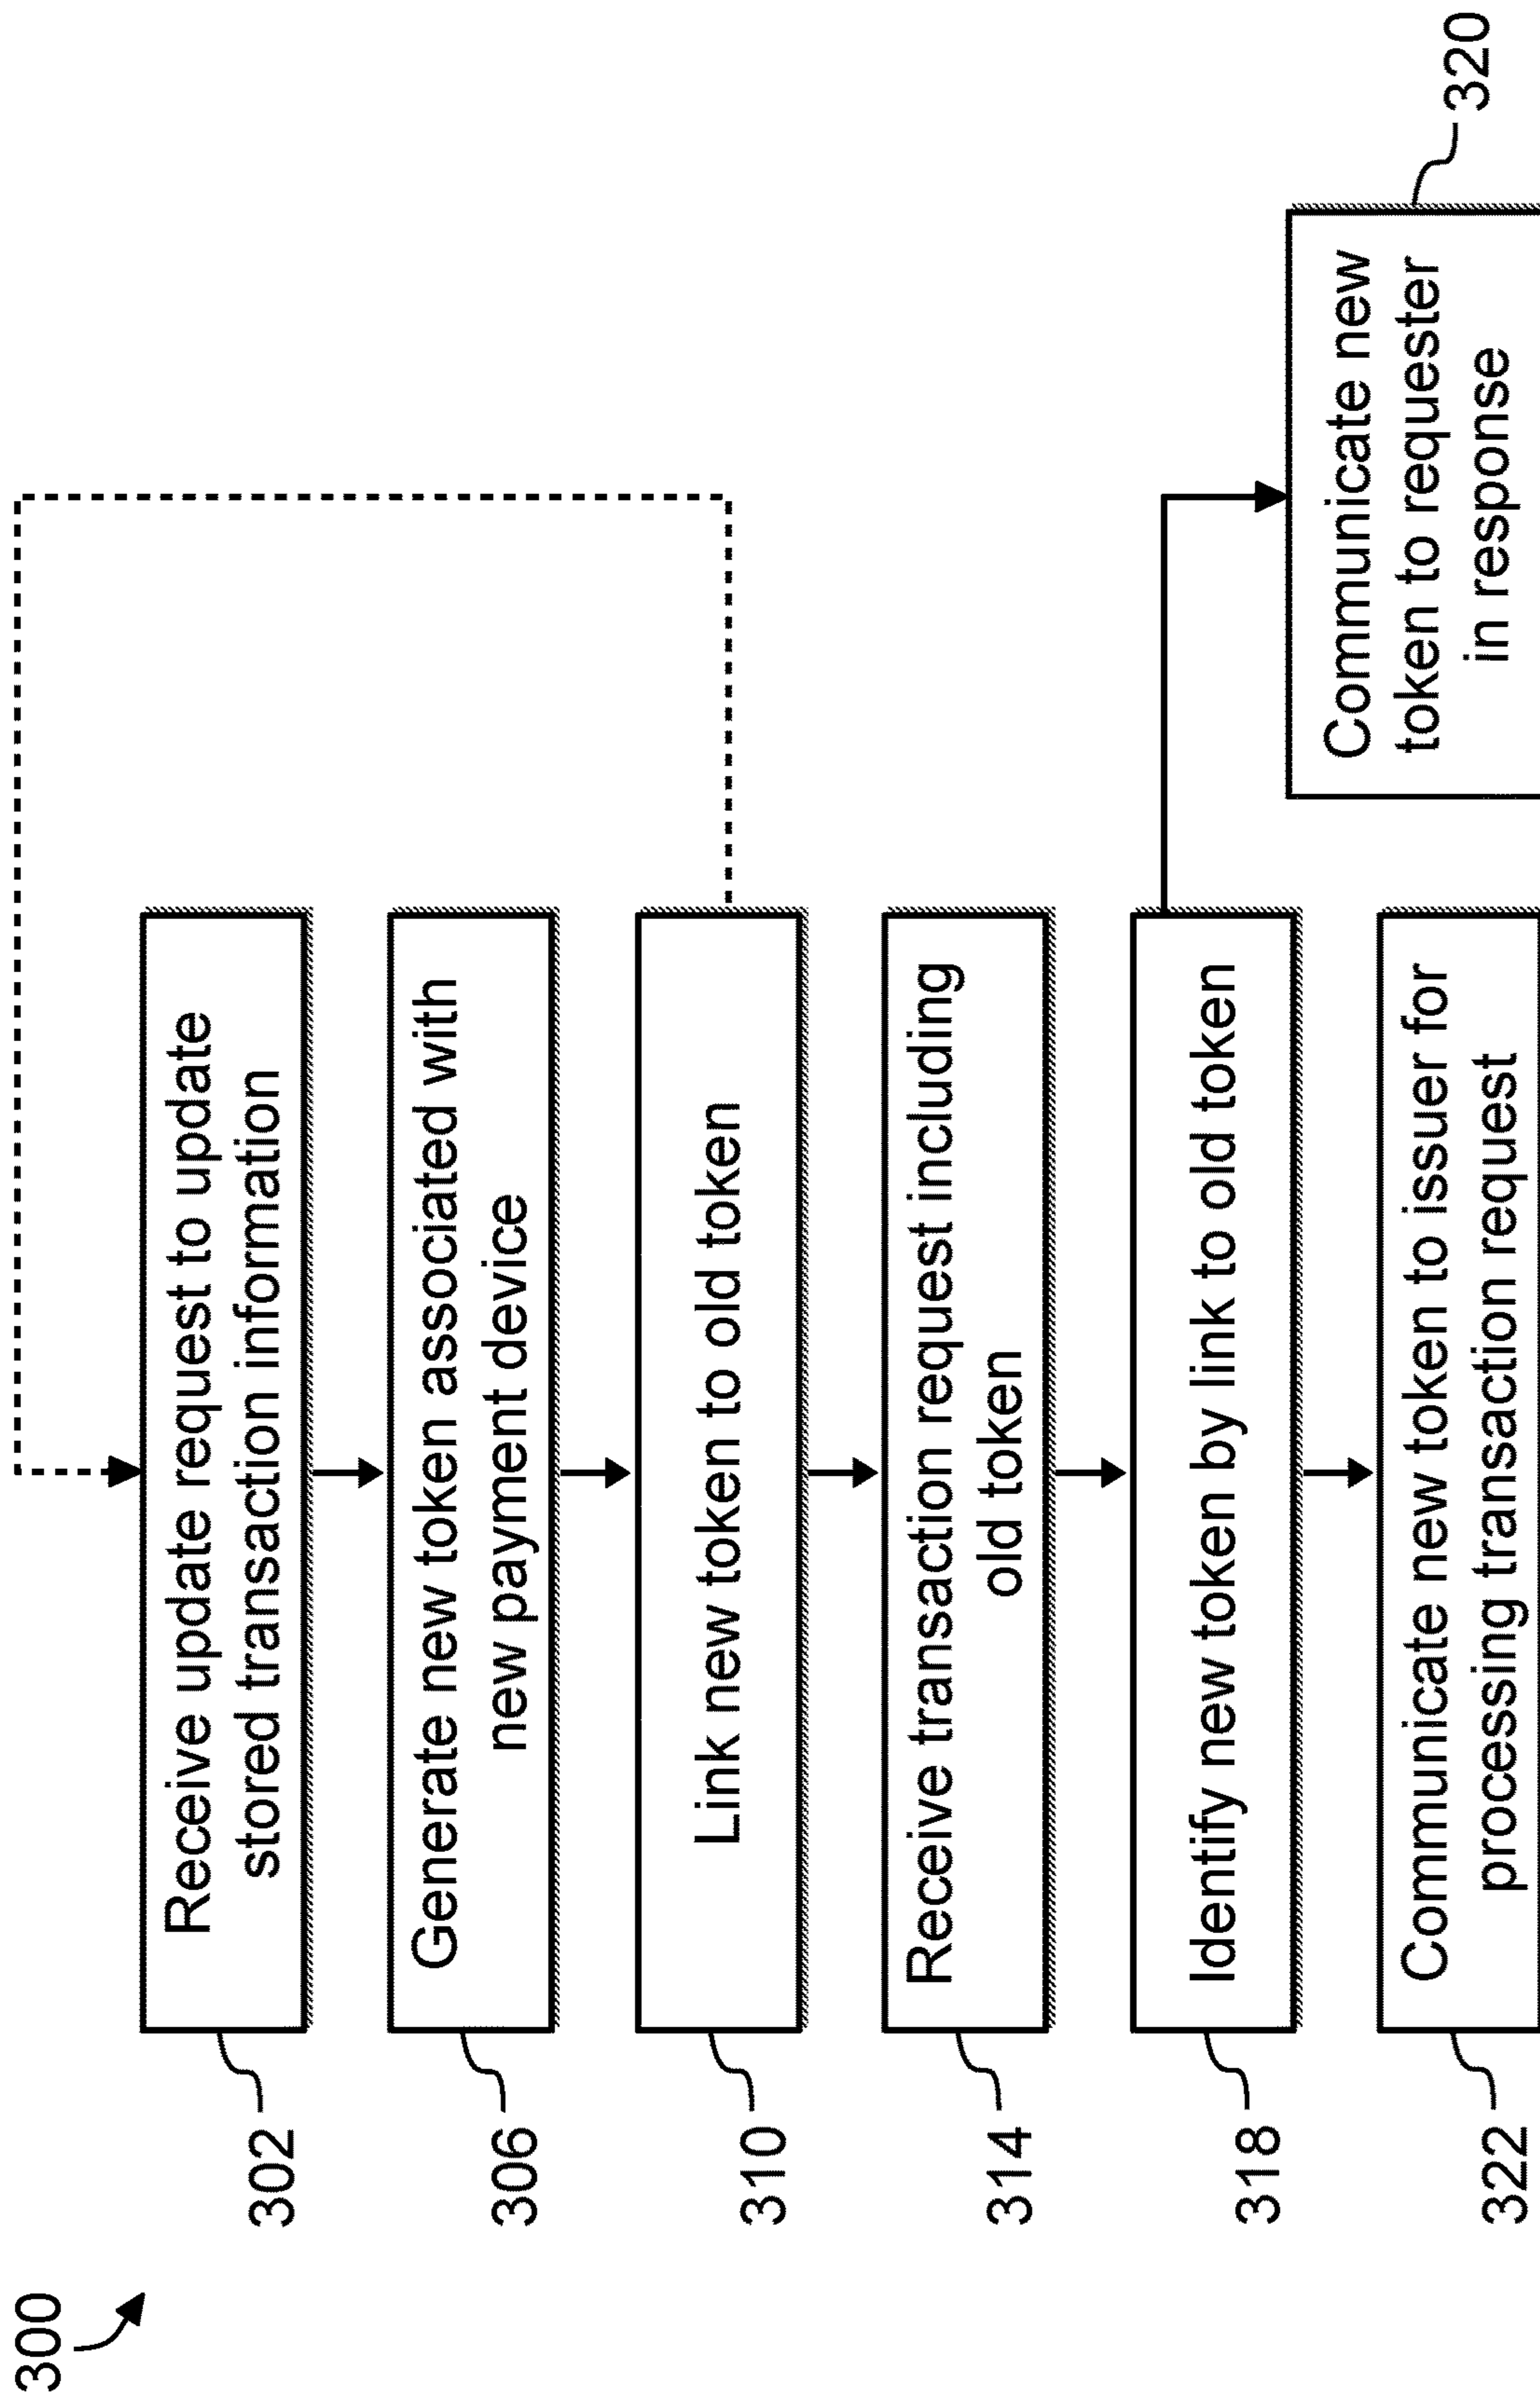 300
302
Receive update request to update
stored transaction information
306
Generate new token associated with
new payment device
310
Link new token to old token
314
Receive transaction request including
old token
318
Identify new token by link to old token
320
Communicate new
token to requester
in response
322
Communicate new token to issuer for
processing transaction request